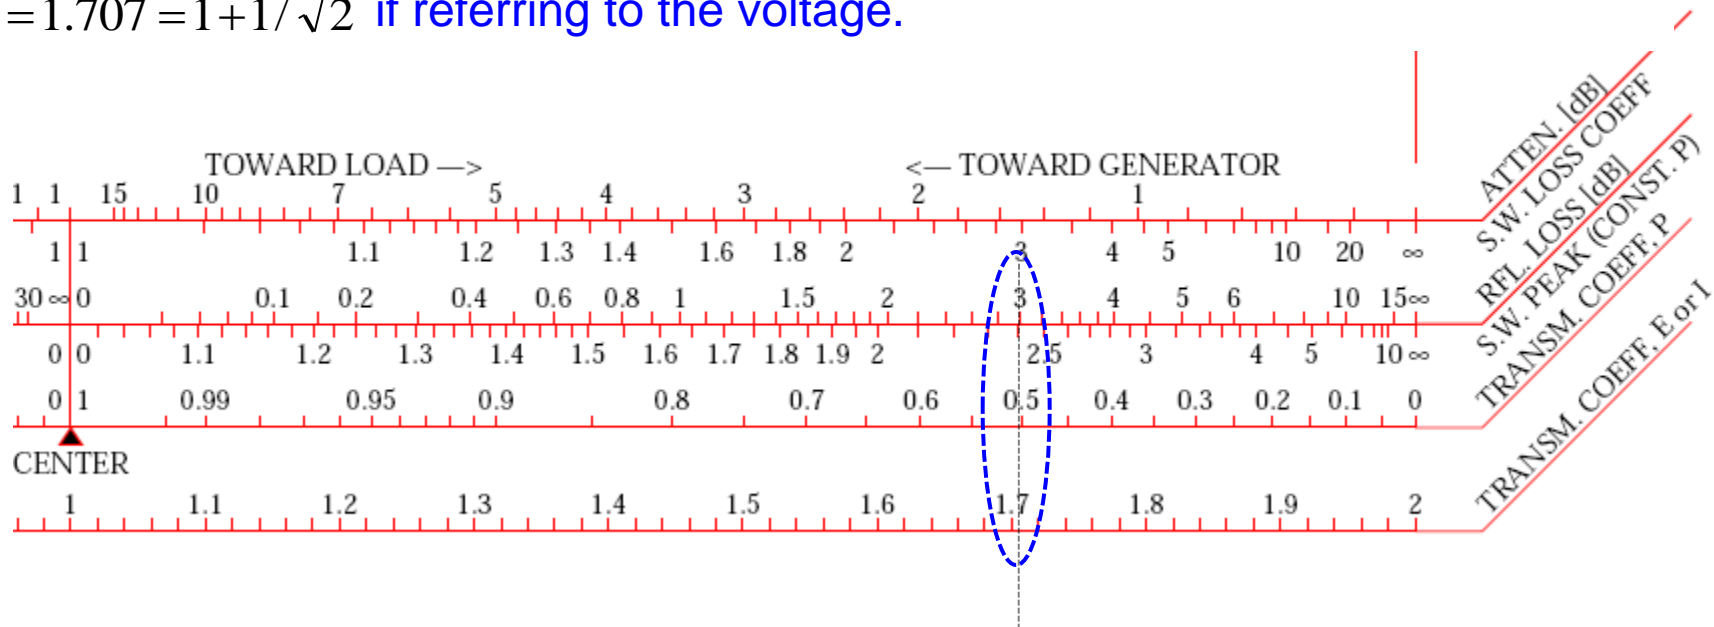 =1.707 =1+1/√2 if referring to the voltage.
TOWARD LOAD —> <— TOWARD GENERATOR
1 1 15 10 7 5 4 3 2 1
1 1 1.1 1.2 1.3 1.4 1.6 1.8 2 3 4 5 10 20 ∞
30 ∞ 0 0.1 0.2 0.4 0.6 0.8 1 1.5 2 3 4 5 6 10 15 ∞
0 0 1.1 1.2 1.3 1.4 1.5 1.6 1.7 1.8 1.9 2 2.5 3 4 5 10 ∞
0 1 0.99 0.95 0.9 0.8 0.7 0.6 0.5 0.4 0.3 0.2 0.1 0
CENTER
1 1.1 1.2 1.3 1.4 1.5 1.6 1.7 1.8 1.9 2
ATTEN. [dB]
S.W. LOSS COEFF
RFL. LOSS [dB]
S.W. PEAK (CONST. P)
TRANSM. COEFF, P
TRANSM. COEFF, E or I